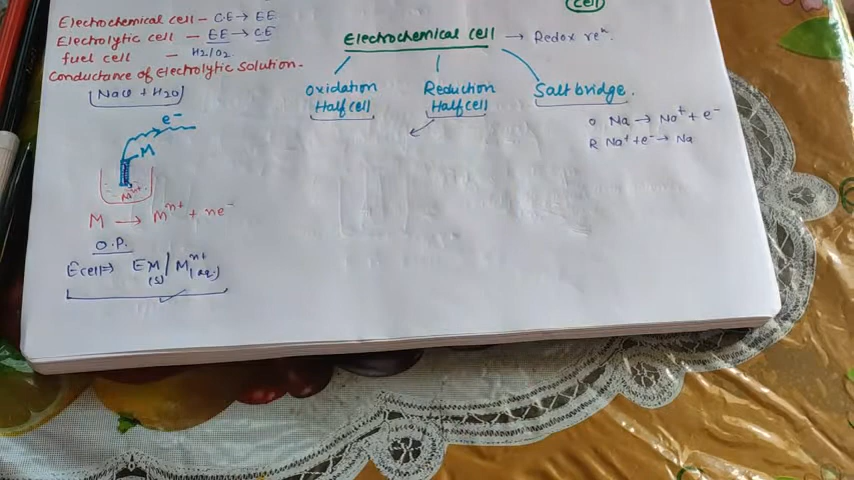 cell
Electrochemical cell – C.E → EE
Electrolytic cell – EE → CE
fuel cell – H2/O2
Conductance of Electrolytic Solution.
NaCl + H2O
e⁻
M
Mⁿ⁺
M → Mⁿ⁺ + ne⁻
O.P.
Ecell ⇒ EM(s) / Mⁿ⁺(aq.)
Electrochemical cell → Redox reⁿ.
Oxidation Reduction Salt bridge.
Half cell Half cell
O Na → Na⁺ + e⁻
R Na⁺ + e⁻ → Na